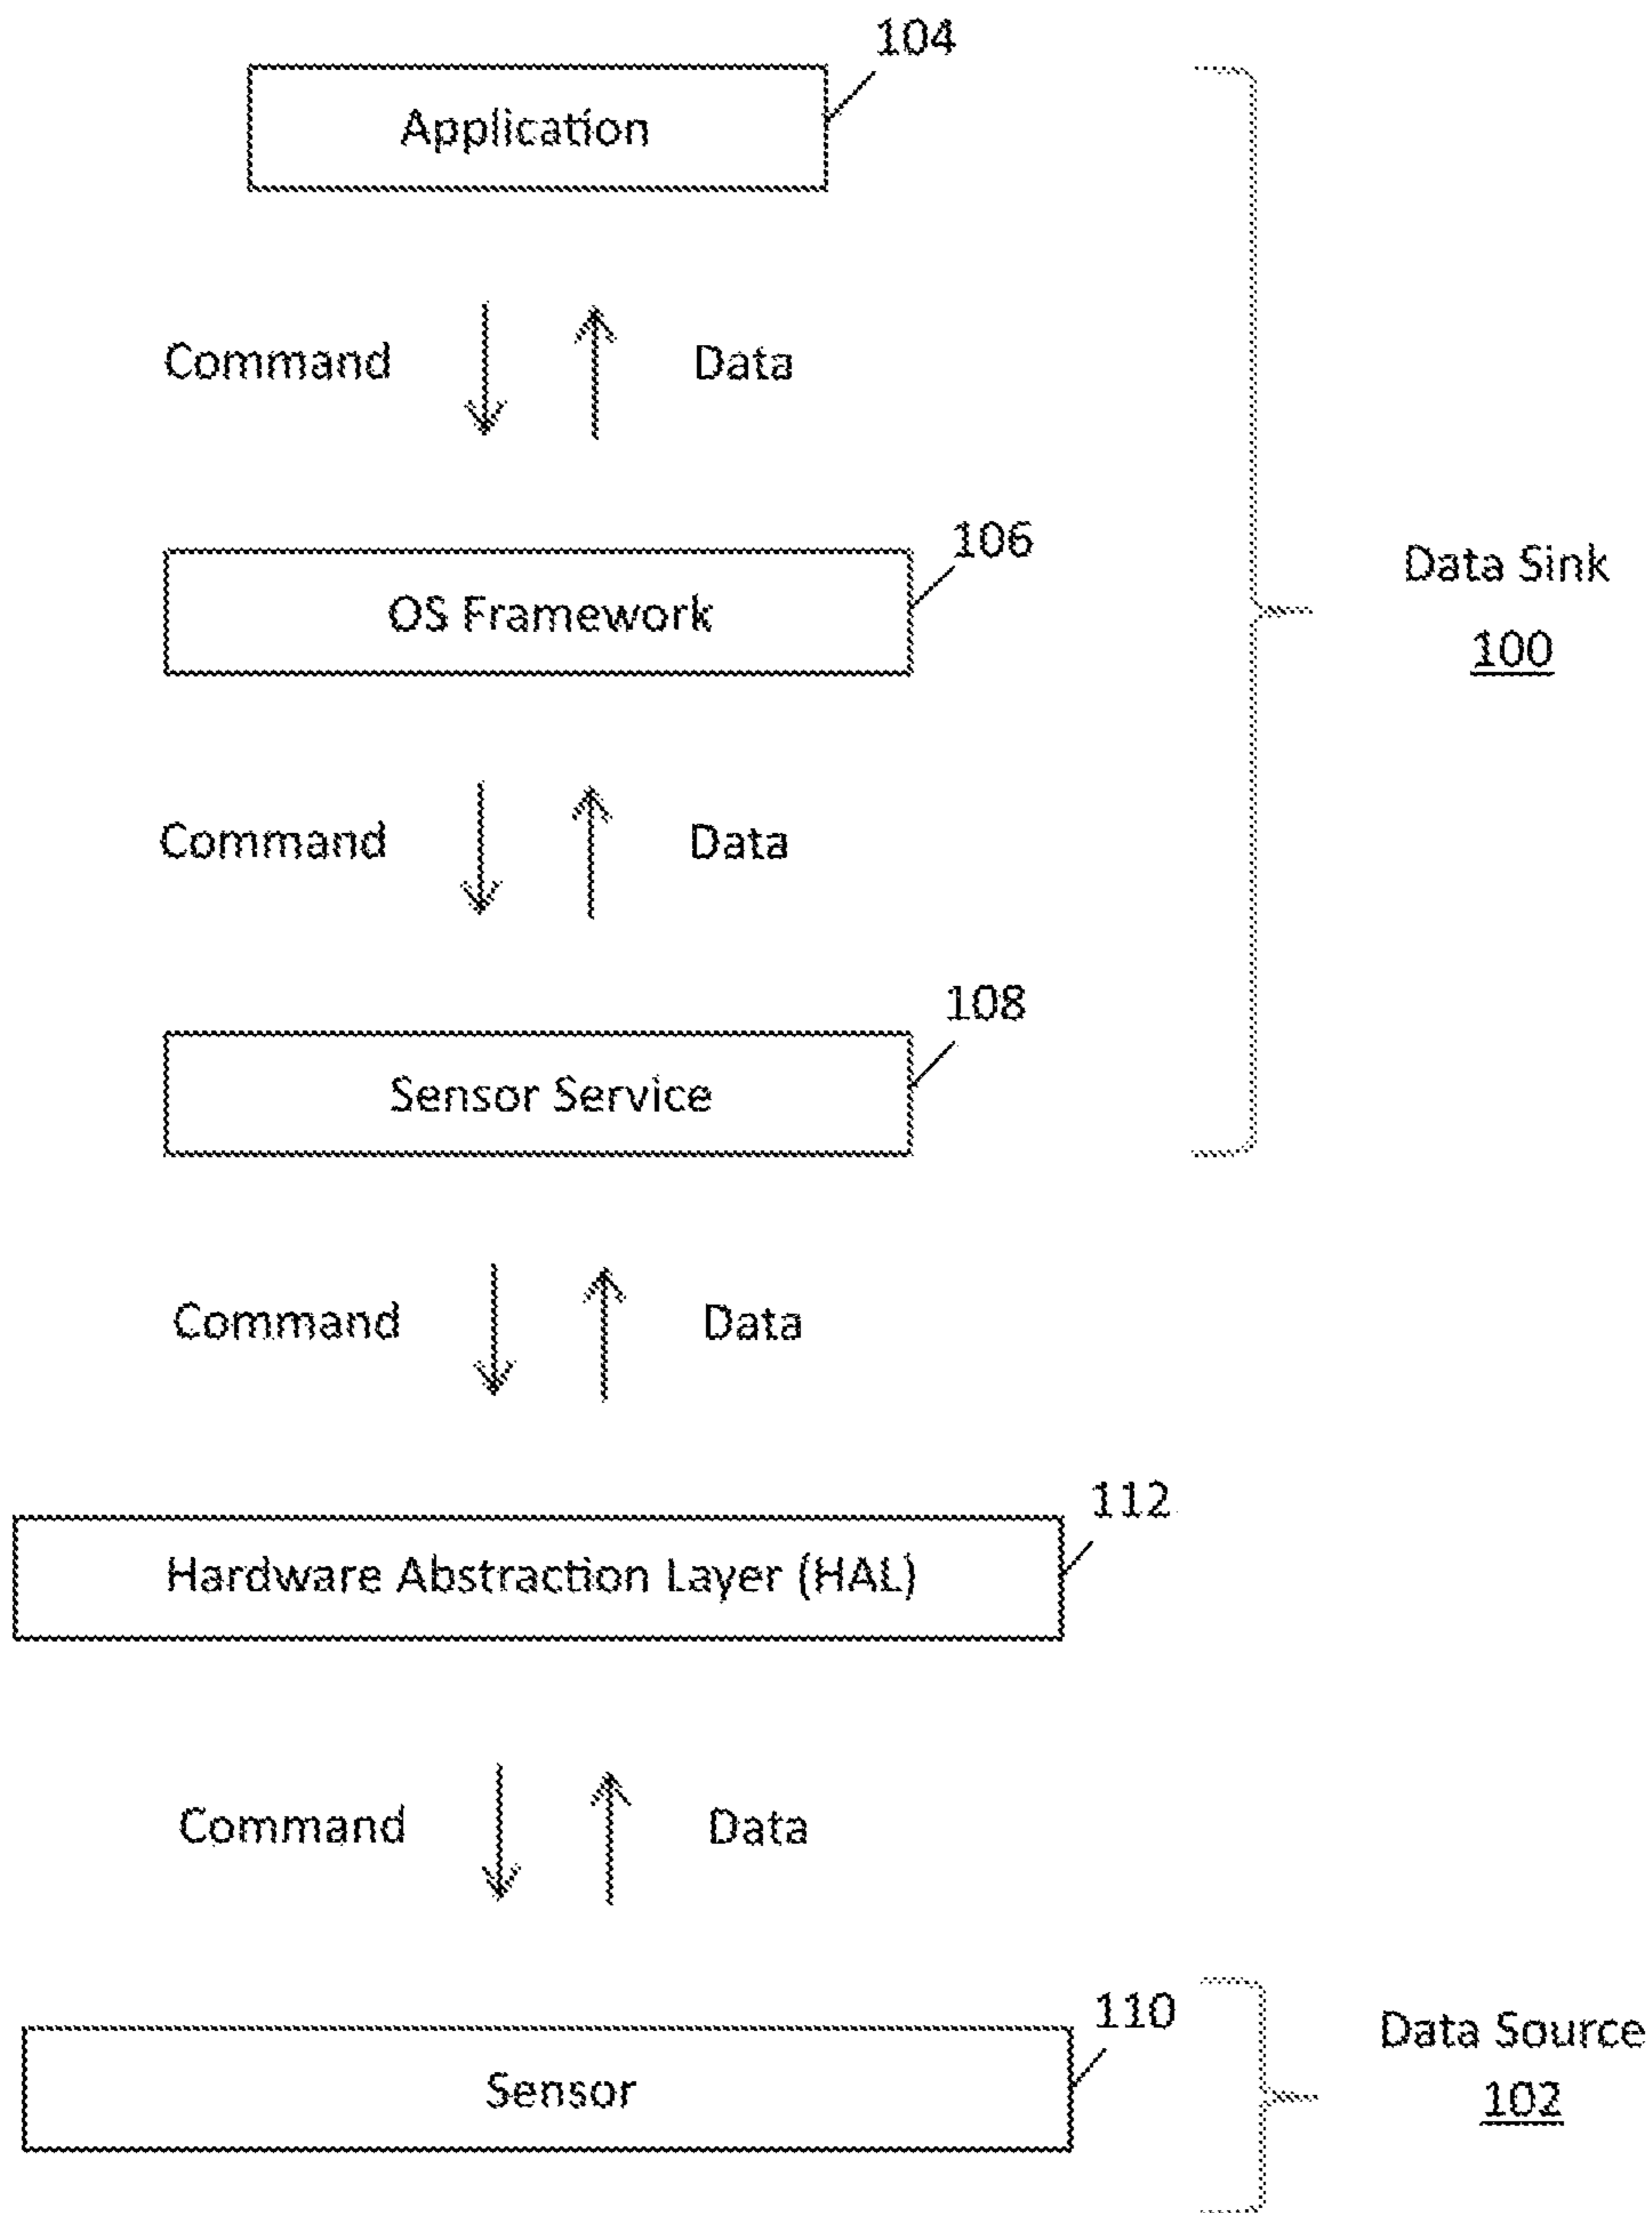 104
Application
Command Data
106
OS Framework
Data Sink
100
Command Data
108
Sensor Service
Command Data
112
Hardware Abstraction Layer (HAL)
Command Data
110
Sensor
Data Source
102